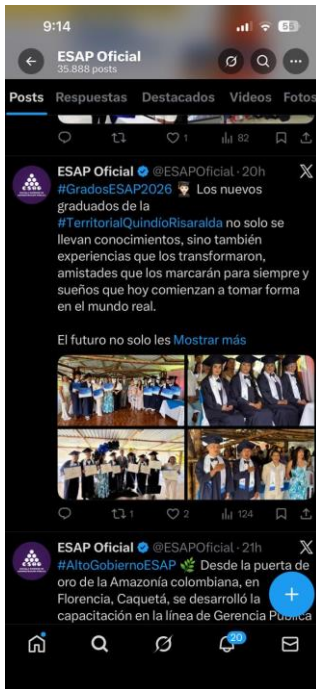 9:14
55
ESAP Oficial
35.888 posts
Posts Respuestas Destacados Videos Fotos
1 82
ESAP Oficial @ESAPOficial · 20h
#GradosESAP2026 👨🏻‍🎓 Los nuevos
graduados de la
#TerritorialQuindíoRisaralda no solo se
llevan conocimientos, sino también
experiencias que los transformaron,
amistades que los marcarán para siempre y
sueños que hoy comienzan a tomar forma
en el mundo real.
El futuro no solo les Mostrar más
1 2 124
ESAP Oficial @ESAPOficial · 21h
#AltoGobiernoESAP 🌿 Desde la puerta de
oro de la Amazonía colombiana, en
Florencia, Caquetá, se desarrolló la
capacitación en la línea de Gerencia Pública
20